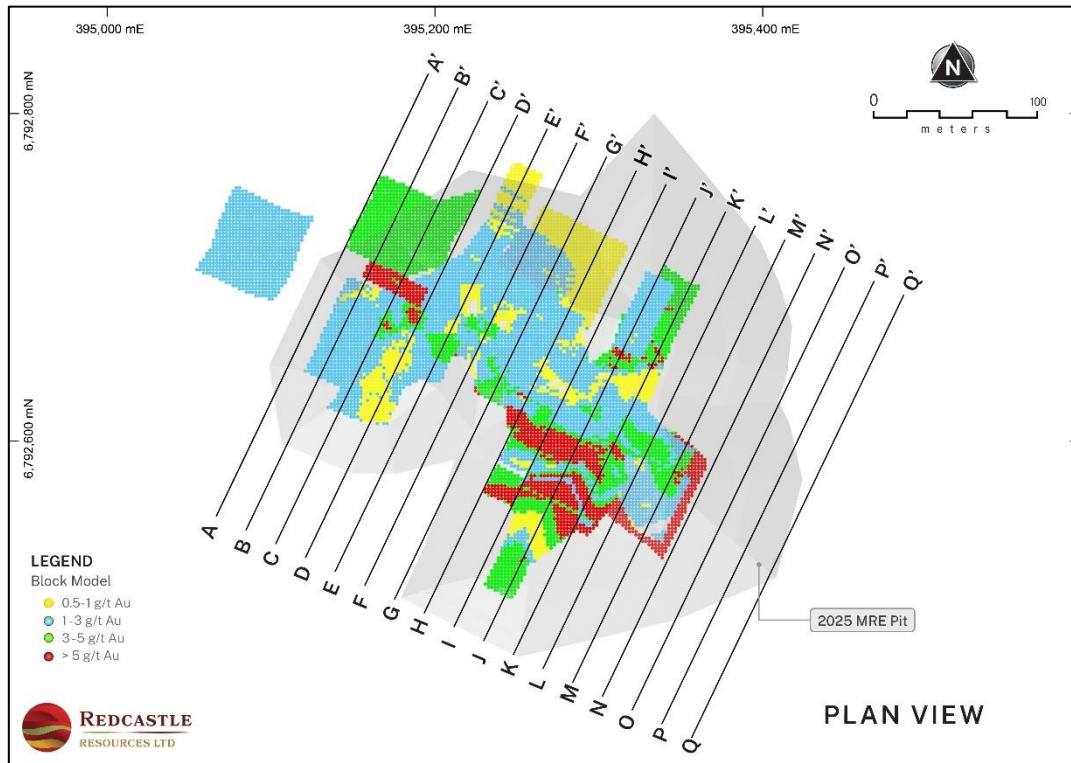 395,000 mE
395,200 mE
395,400 mE
6,792,800 mN
6,792,600 mN
N
0
100
meters
A'
B'
C'
D'
E'
F'
G'
H'
I'
J'
K'
L'
M'
N'
O'
P'
Q'
A
B
C
D
E
F
G
H
I
J
K
L
M
N
O
P
Q
LEGEND
Block Model
0.5-1 g/t Au
1-3 g/t Au
3-5 g/t Au
> 5 g/t Au
2025 MRE Pit
REDCASTLE
RESOURCES LTD
PLAN VIEW